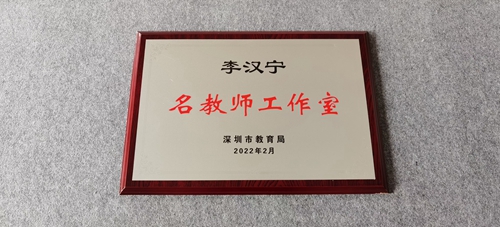 李汉宁
名教师工作室
深圳市教育局
2022年2月